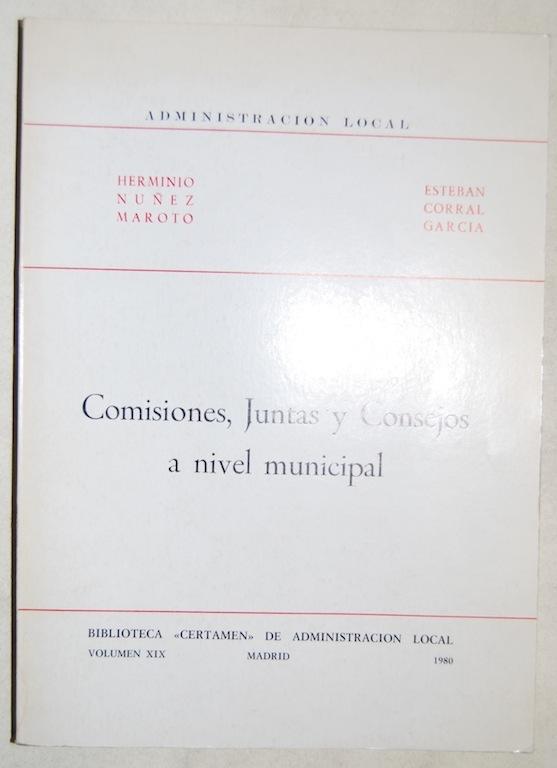 ADMINISTRACION LOCAL
HERMINIO
NUÑEZ
MAROTO
ESTEBAN
CORRAL
GARCIA
Comisiones, Juntas y Consejos
a nivel municipal
BIBLIOTECA «CERTAMEN» DE ADMINISTRACION LOCAL
VOLUMEN XIX MADRID 1980